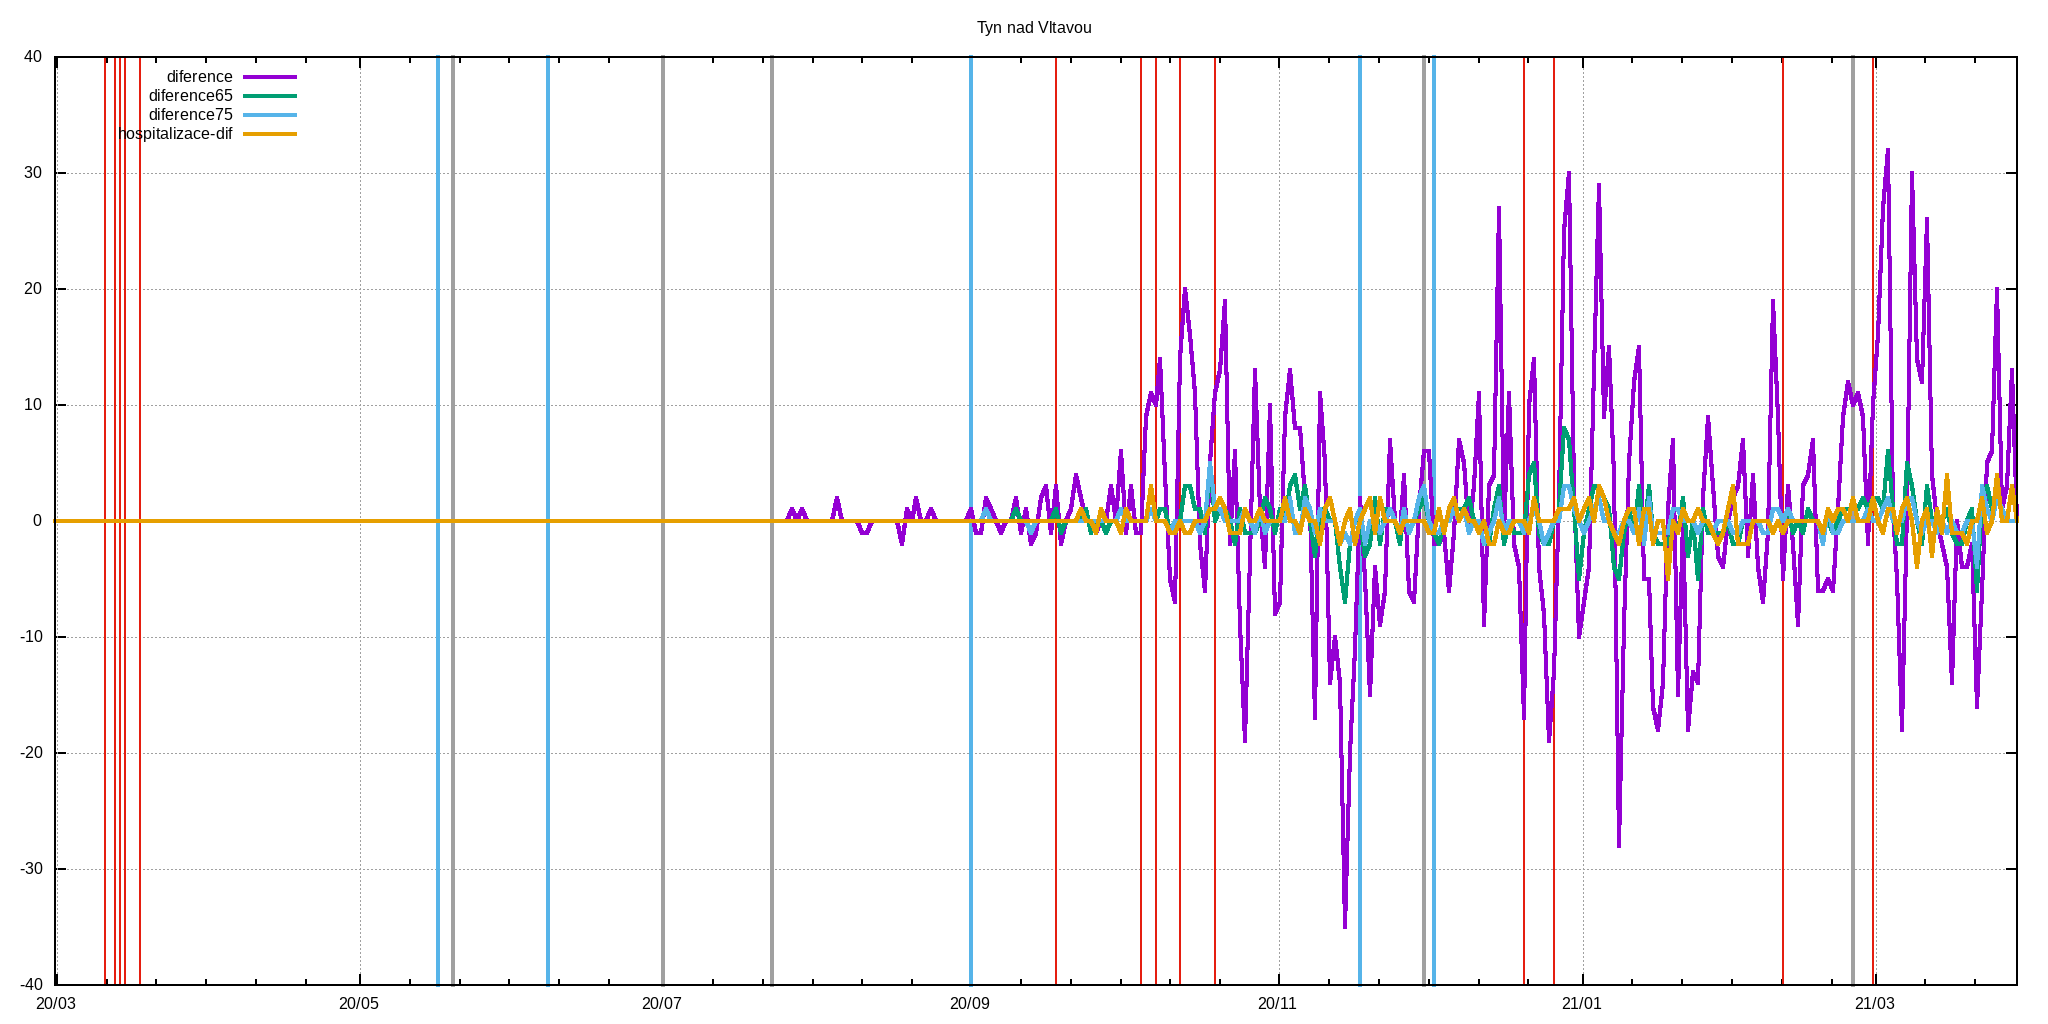 Tyn nad Vltavou
40
30
20
10
0
-10
-20
-30
-40
diference
diference65
diference75
hospitalizace-dif
20/03 20/05 20/07 20/09 20/11 21/01 21/03